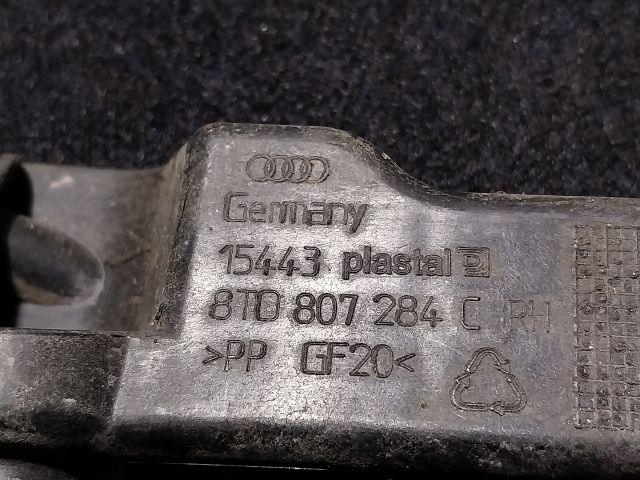 Germany
15443 plastal
8T0 807 284 C RH
>PP GF20<